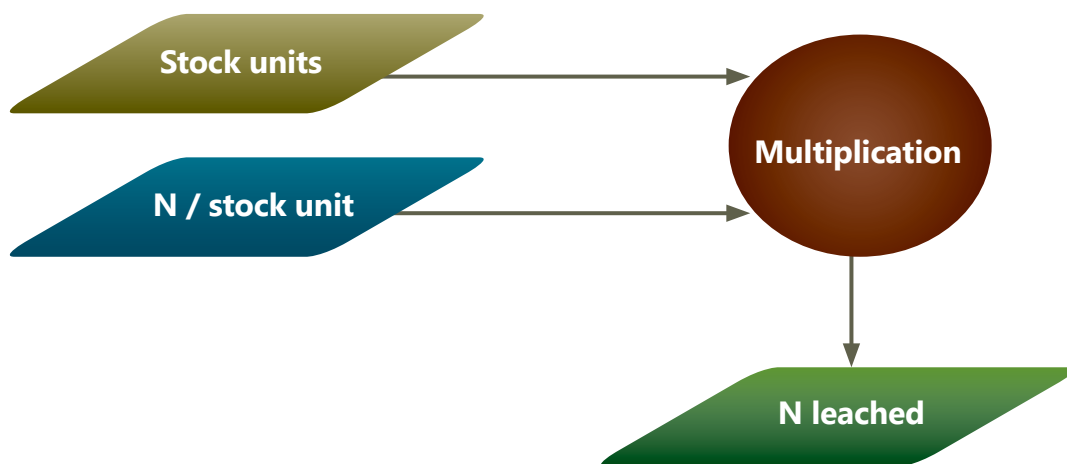 Stock units
Multiplication
N / stock unit
N leached